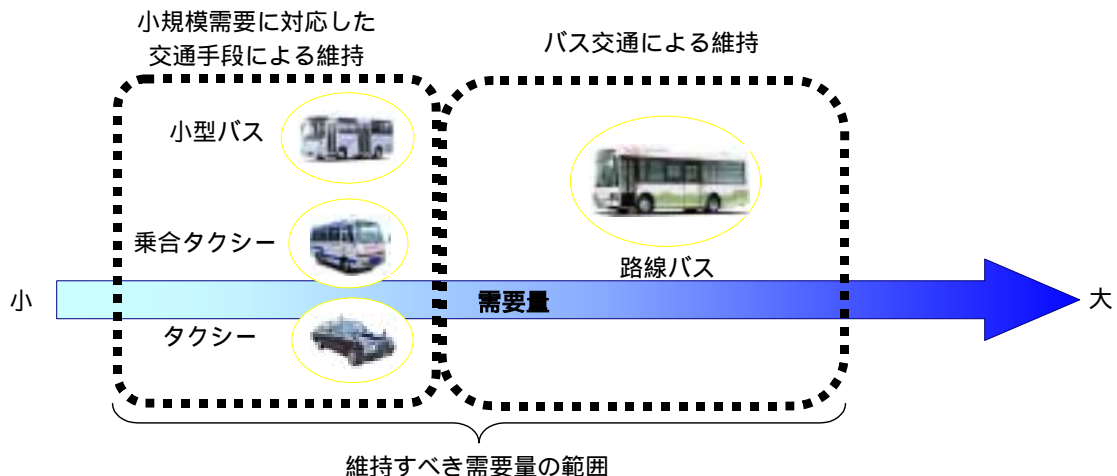 小規模需要に対応した
交通手段による維持
バス交通による維持
小型バス
乗合タクシー
路線バス
小
需要量
大
タクシー
維持すべき需要量の範囲